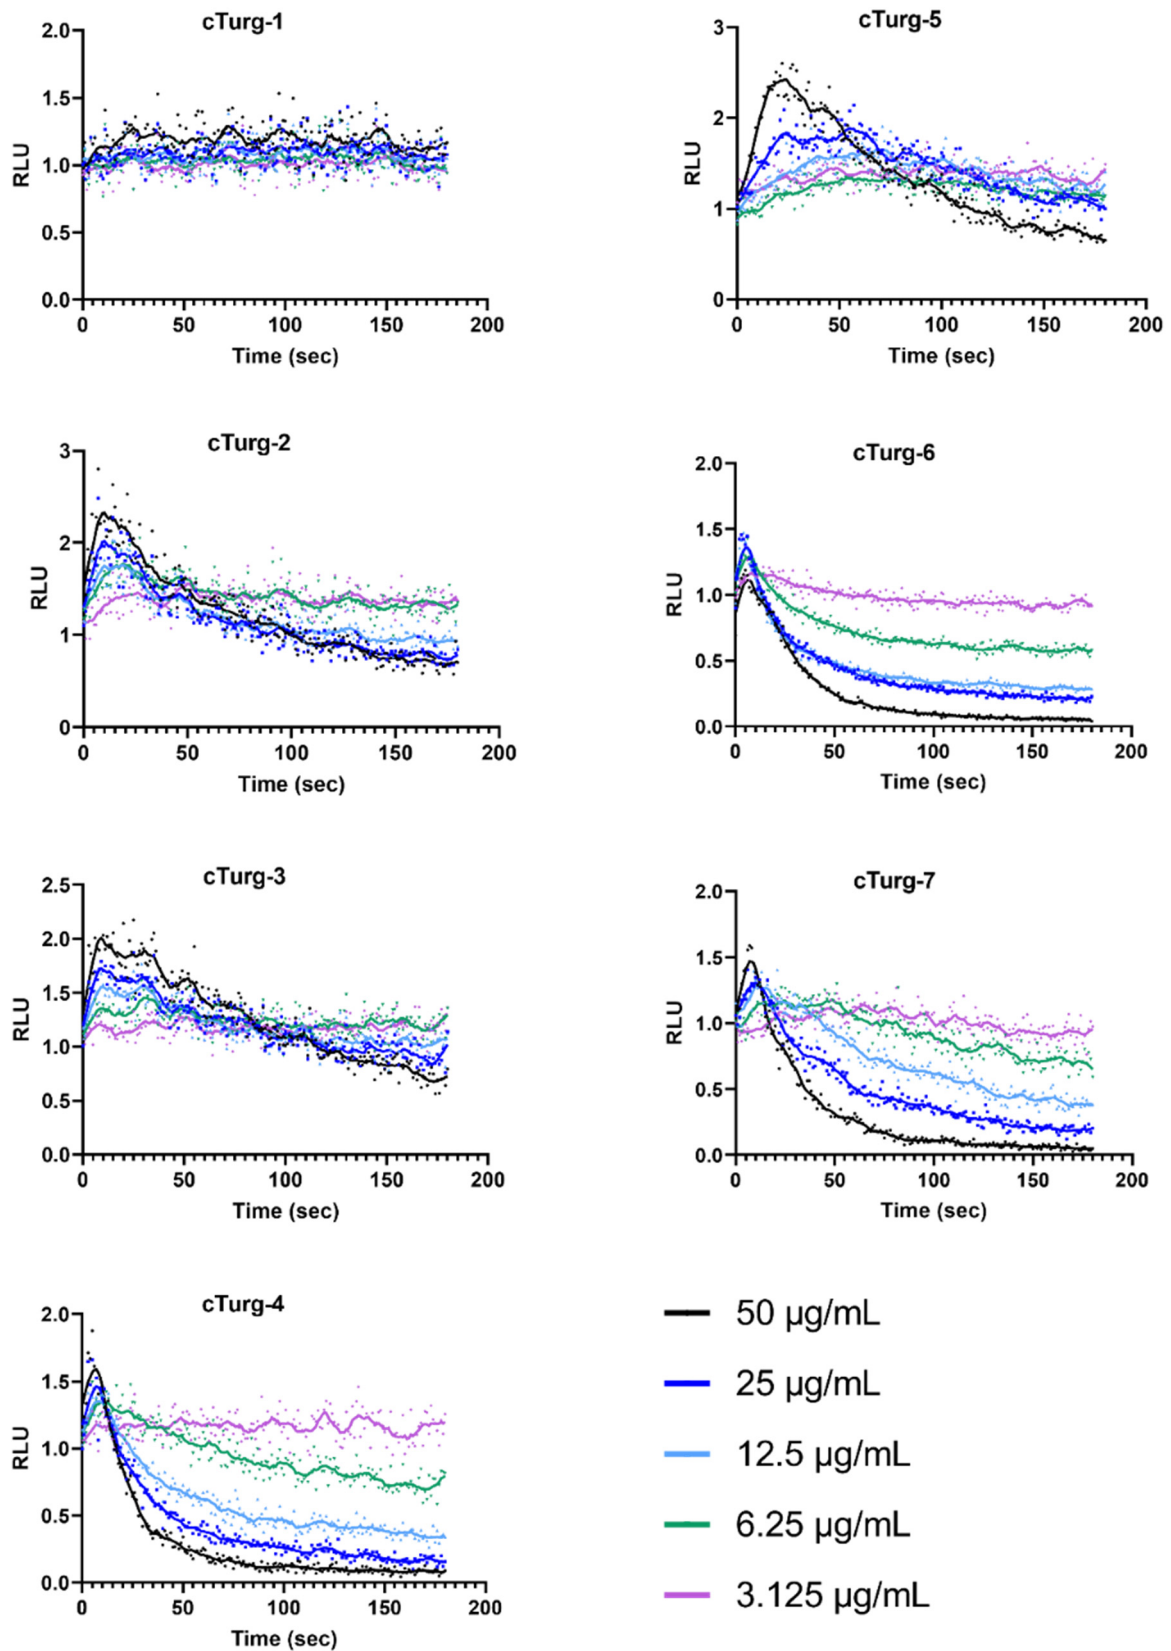 cTurg-1
2.0
1.5
1.0
0.5
0.0
RLU
0 50 100 150 200
Time (sec)
cTurg-5
3
2
1
0
RLU
0 50 100 150 200
Time (sec)
cTurg-2
3
2
1
0
RLU
0 50 100 150 200
Time (sec)
cTurg-6
2.0
1.5
1.0
0.5
0.0
RLU
0 50 100 150 200
Time (sec)
cTurg-3
2.5
2.0
1.5
1.0
0.5
0.0
RLU
0 50 100 150 200
Time (sec)
cTurg-7
2.0
1.5
1.0
0.5
0.0
RLU
0 50 100 150 200
Time (sec)
cTurg-4
2.0
1.5
1.0
0.5
0.0
RLU
0 50 100 150 200
Time (sec)
50 µg/mL
25 µg/mL
12.5 µg/mL
6.25 µg/mL
3.125 µg/mL